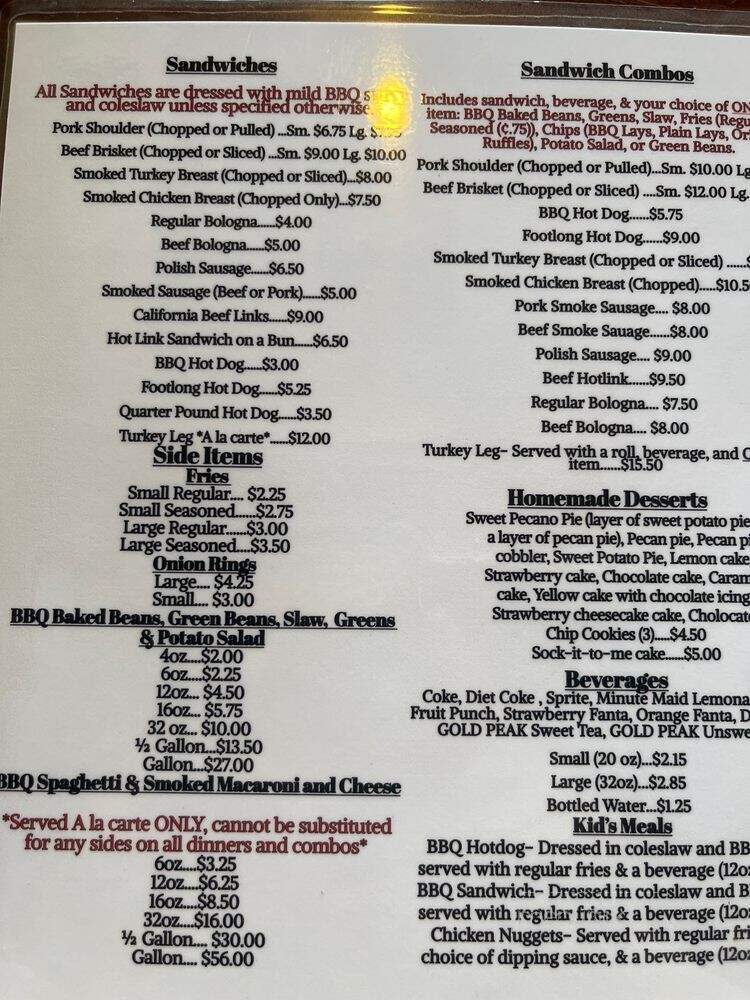 Sandwiches
All Sandwiches are dressed with mild BBQ
and coleslaw unless specified otherwise
Pork Shoulder (Chopped or Pulled) ...Sm. $6.75 Lg.
Beef Brisket (Chopped or Sliced) ...Sm. $9.00 Lg. $10.00
Smoked Turkey Breast (Chopped or Sliced)...$8.00
Smoked Chicken Breast (Chopped Only)...$7.50
Regular Bologna......$4.00
Beef Bologna......$5.00
Polish Sausage......$6.50
Smoked Sausage (Beef or Pork)......$5.00
California Beef Links......$9.00
Hot Link Sandwich on a Bun......$6.50
BBQ Hot Dog......$3.00
Footlong Hot Dog......$5.25
Quarter Pound Hot Dog......$3.50
Turkey Leg *A la carte*......$12.00
Side Items
Fries
Small Regular.... $2.25
Small Seasoned......$2.75
Large Regular......$3.00
Large Seasoned....$3.50
Onion Rings
Large.... $4.25
Small.... $3.00
BBQ Baked Beans, Green Beans, Slaw, Greens
& Potato Salad
4oz....$2.00
6oz....$2.25
12oz... $4.50
16oz... $5.75
32 oz... $10.00
½ Gallon...$13.50
Gallon....$27.00
BBQ Spaghetti & Smoked Macaroni and Cheese
*Served A la carte ONLY, cannot be substituted
for any sides on all dinners and combos*
6oz....$3.25
12oz....$6.25
16oz....$8.50
32oz....$16.00
½ Gallon.... $30.00
Gallon.... $56.00
Sandwich Combos
Includes sandwich, beverage, & your choice of
item: BBQ Baked Beans, Greens, Slaw, Fries
Seasoned (¢.75)), Chips (BBQ Lays, Plain Lays,
Ruffles), Potato Salad, or Green Beans.
Pork Shoulder (Chopped or Pulled)...Sm. $10.00 Lg
Beef Brisket (Chopped or Sliced) ....Sm. $12.00 Lg.
BBQ Hot Dog......$5.75
Footlong Hot Dog......$9.00
Smoked Turkey Breast (Chopped or Sliced) ......
Smoked Chicken Breast (Chopped).....$10.5
Pork Smoke Sausage.... $8.00
Beef Smoke Sauage......$8.00
Polish Sausage.... $9.00
Beef Hotlink......$9.50
Regular Bologna.... $7.50
Beef Bologna.... $8.00
Turkey Leg- Served with a roll, beverage, and
item......$15.50
Homemade Desserts
Sweet Pecano Pie (layer of sweet potato pie
a layer of pecan pie), Pecan pie, Pecan
cobbler, Sweet Potato Pie, Lemon cake
Strawberry cake, Chocolate cake,
cake, Yellow cake with chocolate icing
Strawberry cheesecake cake, Cholocat
Chip Cookies (3)....$4.50
Sock-it-to-me cake......$5.00
Beverages
Coke, Diet Coke , Sprite, Minute Maid Lemona
Fruit Punch, Strawberry Fanta, Orange Fanta,
GOLD PEAK Sweet Tea, GOLD PEAK Unswe
Small (20 oz)...$2.15
Large (32oz)...$2.85
Bottled Water...$1.25
Kid's Meals
BBQ Hotdog- Dressed in coleslaw and
served with regular fries & a beverage (12o
BBQ Sandwich- Dressed in coleslaw and
served with regular fries & a beverage (12o
Chicken Nuggets- Served with regular
choice of dipping sauce, & a beverage (12o